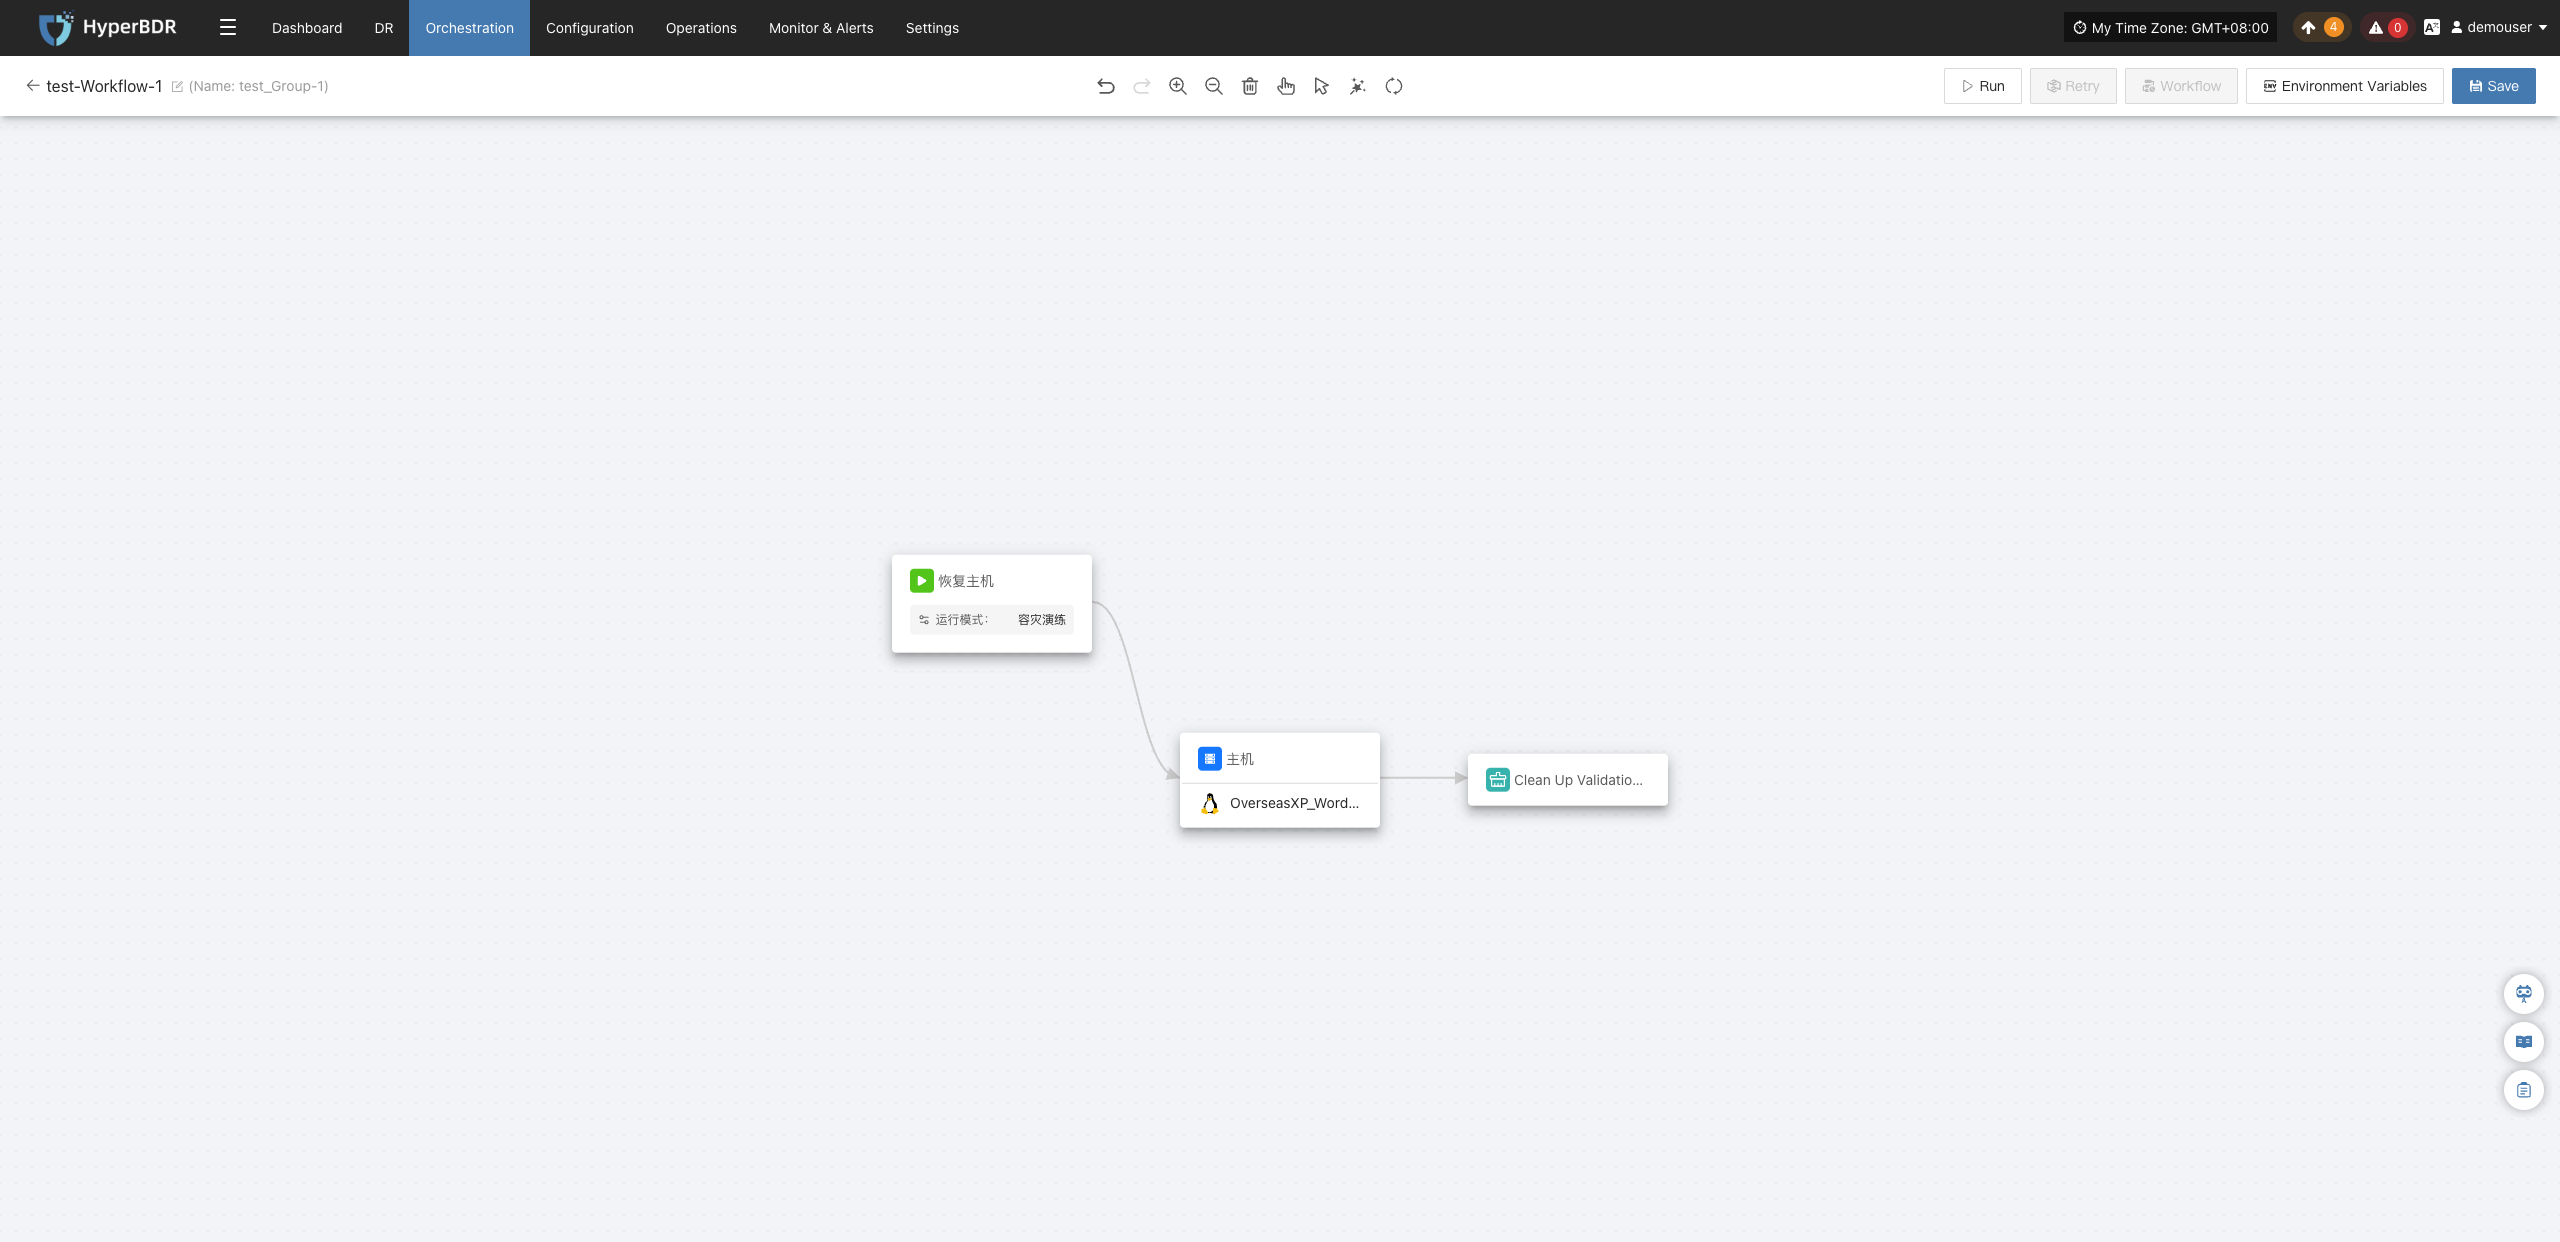 HyperBDR
Dashboard
DR
Orchestration
Configuration
Operations
Monitor & Alerts
Settings
My Time Zone: GMT+08:00
4
0
demouser
test-Workflow-1
(Name: test_Group-1)
Run
Retry
Workflow
Environment Variables
Save
恢复主机
运行模式:
容灾演练
主机
OverseasXP_Word...
Clean Up Validatio...